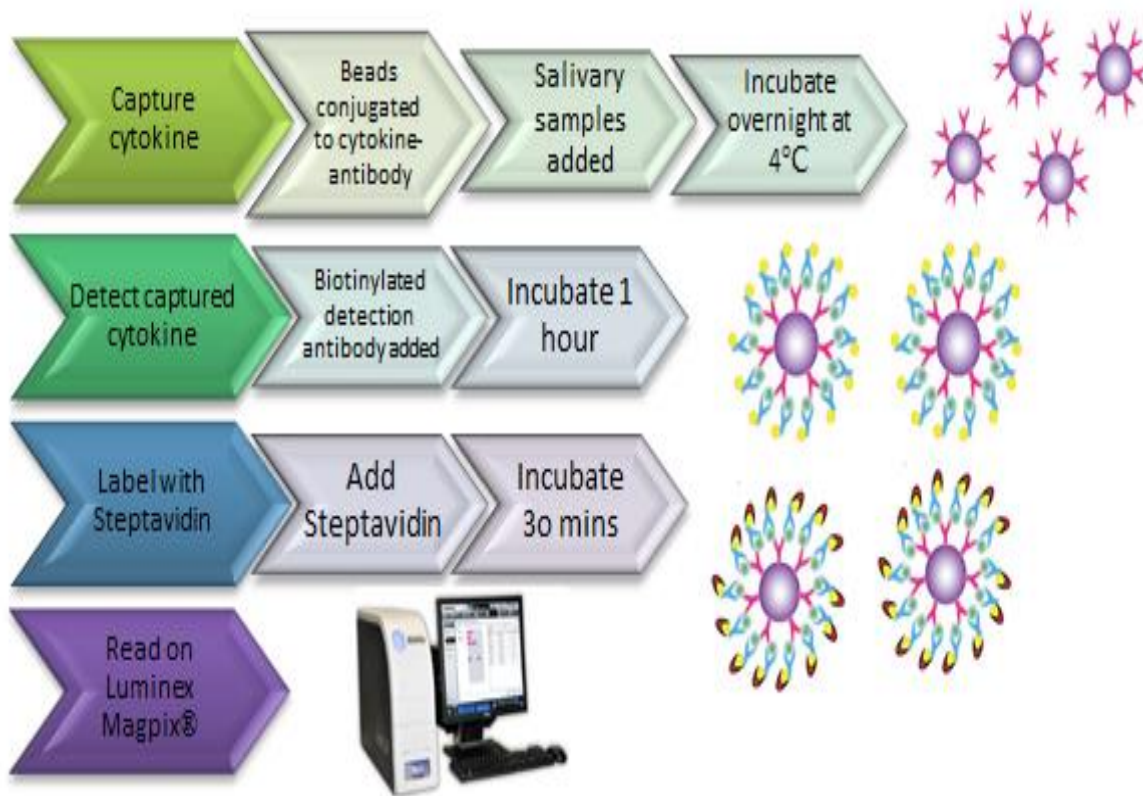 Capture
cytokine
Beads
conjugated
to cytokine-
antibody
Salivary
samples
added
Incubate
overnight at
4°C
Detect captured
cytokine
Biotinylated
detection
antibody added
Incubate 1
hour
Label with
Steptavidin
Add
Steptavidin
Incubate
3o mins
Read on
Luminex
Magpix®